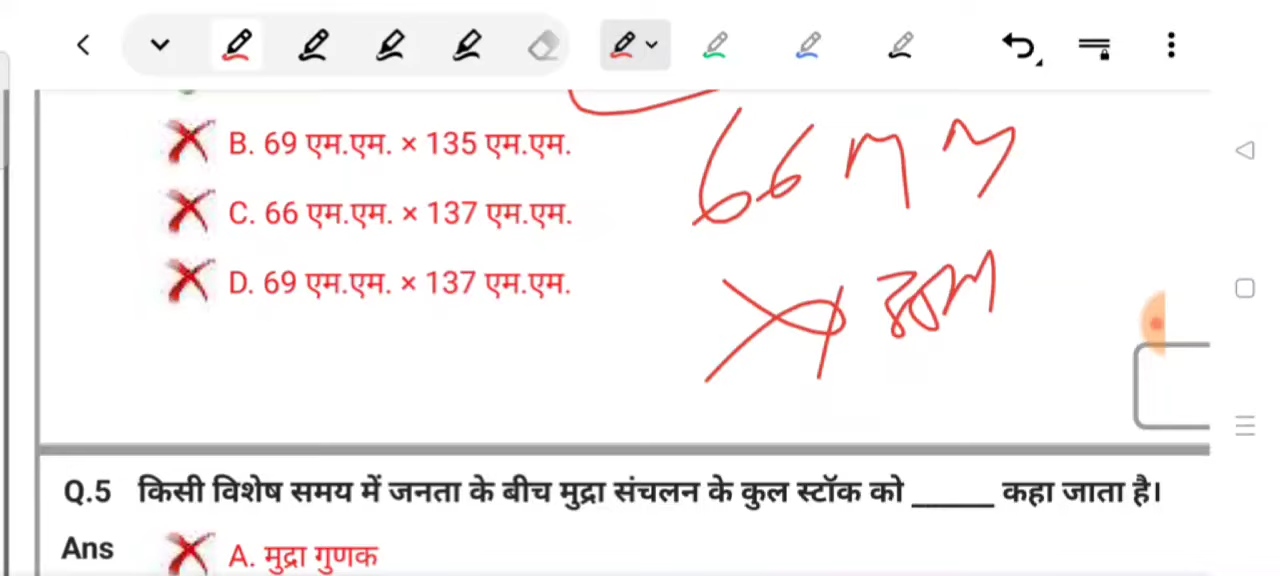 B. 69 एम.एम. × 135 एम.एम.
C. 66 एम.एम. × 137 एम.एम.
D. 69 एम.एम. × 137 एम.एम.
66
Q.5 किसी विशेष समय में जनता के बीच मुद्रा संचलन के कुल स्टॉक को ______ कहा जाता है।
Ans A. मुद्रा गुणक